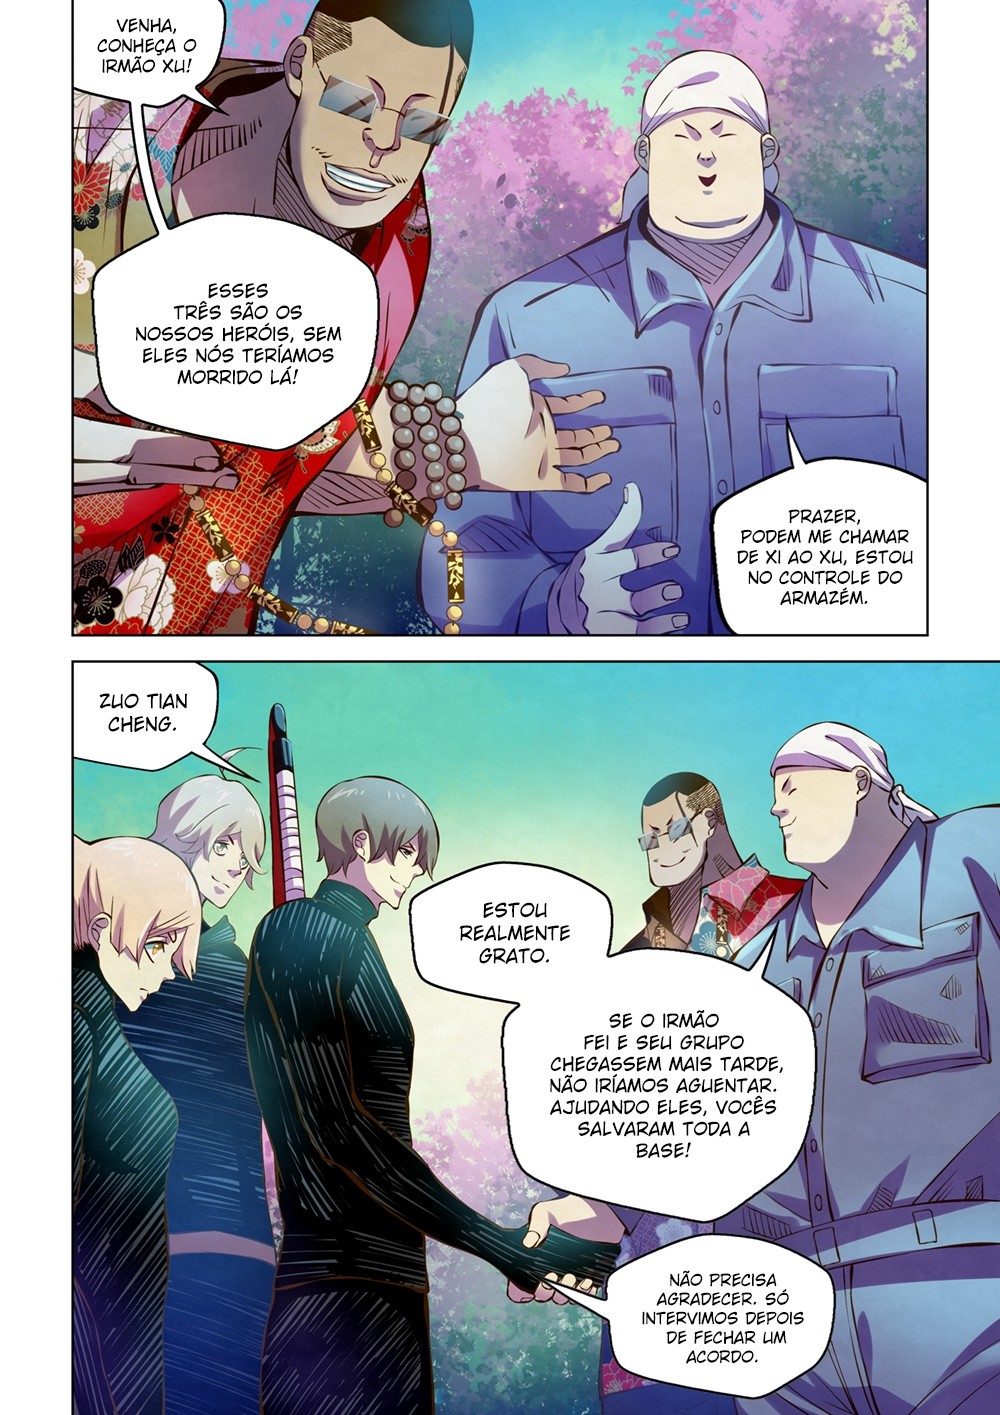 VENHA,
CONHEÇA O
IRMÃO XU!
ESSES
TRÊS SÃO OS
NOSSOS HERÓIS, SEM
ELES NÓS TERÍAMOS
MORRIDO LÁ!
PRAZER,
PODEM ME CHAMAR
DE XI AO XU, ESTOU
NO CONTROLE DO
ARMAZÉM.
ZUO TIAN
CHENG.
ESTOU
REALMENTE
GRATO.
SE O IRMÃO
FEI E SEU GRUPO
CHEGASSEM MAIS TARDE,
NÃO IRÍAMOS AGUENTAR.
AJUDANDO ELES, VOCÊS
SALVARAM TODA A
BASE!
NÃO PRECISA
AGRADECER. SÓ
INTERVIMOS DEPOIS
DE FECHAR UM
ACORDO.